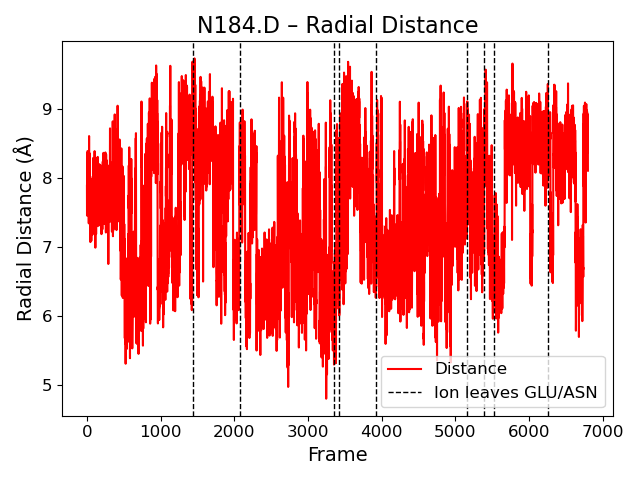 N184.D – Radial Distance
Radial Distance (Å)
9
8
7
6
5
Distance
Ion leaves GLU/ASN
0 1000 2000 3000 4000 5000 6000 7000
Frame